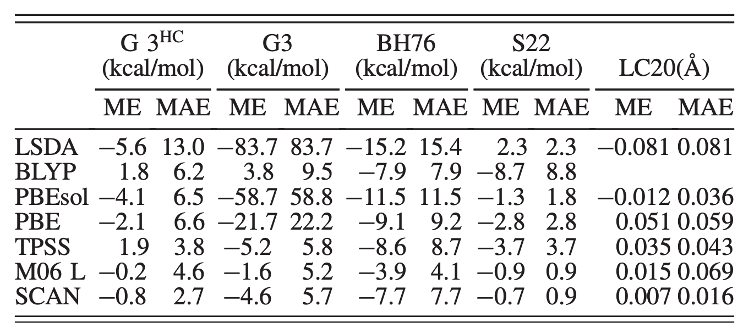 G 3HC G3 BH76 S22
(kcal/mol) (kcal/mol) (kcal/mol) (kcal/mol) LC20(Å)
ME MAE ME MAE ME MAE ME MAE ME MAE
LSDA −5.6 13.0 −83.7 83.7 −15.2 15.4 2.3 2.3 −0.081 0.081
BLYP 1.8 6.2 3.8 9.5 −7.9 7.9 −8.7 8.8
PBEsol −4.1 6.5 −58.7 58.8 −11.5 11.5 −1.3 1.8 −0.012 0.036
PBE −2.1 6.6 −21.7 22.2 −9.1 9.2 −2.8 2.8 0.051 0.059
TPSS 1.9 3.8 −5.2 5.8 −8.6 8.7 −3.7 3.7 0.035 0.043
M06 L −0.2 4.6 −1.6 5.2 −3.9 4.1 −0.9 0.9 0.015 0.069
SCAN −0.8 2.7 −4.6 5.7 −7.7 7.7 −0.7 0.9 0.007 0.016